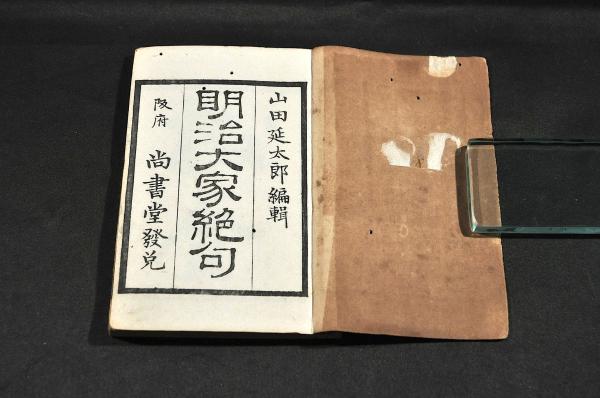 山田延太郎編輯
明治大家絶句
阪府 尚書堂發兌